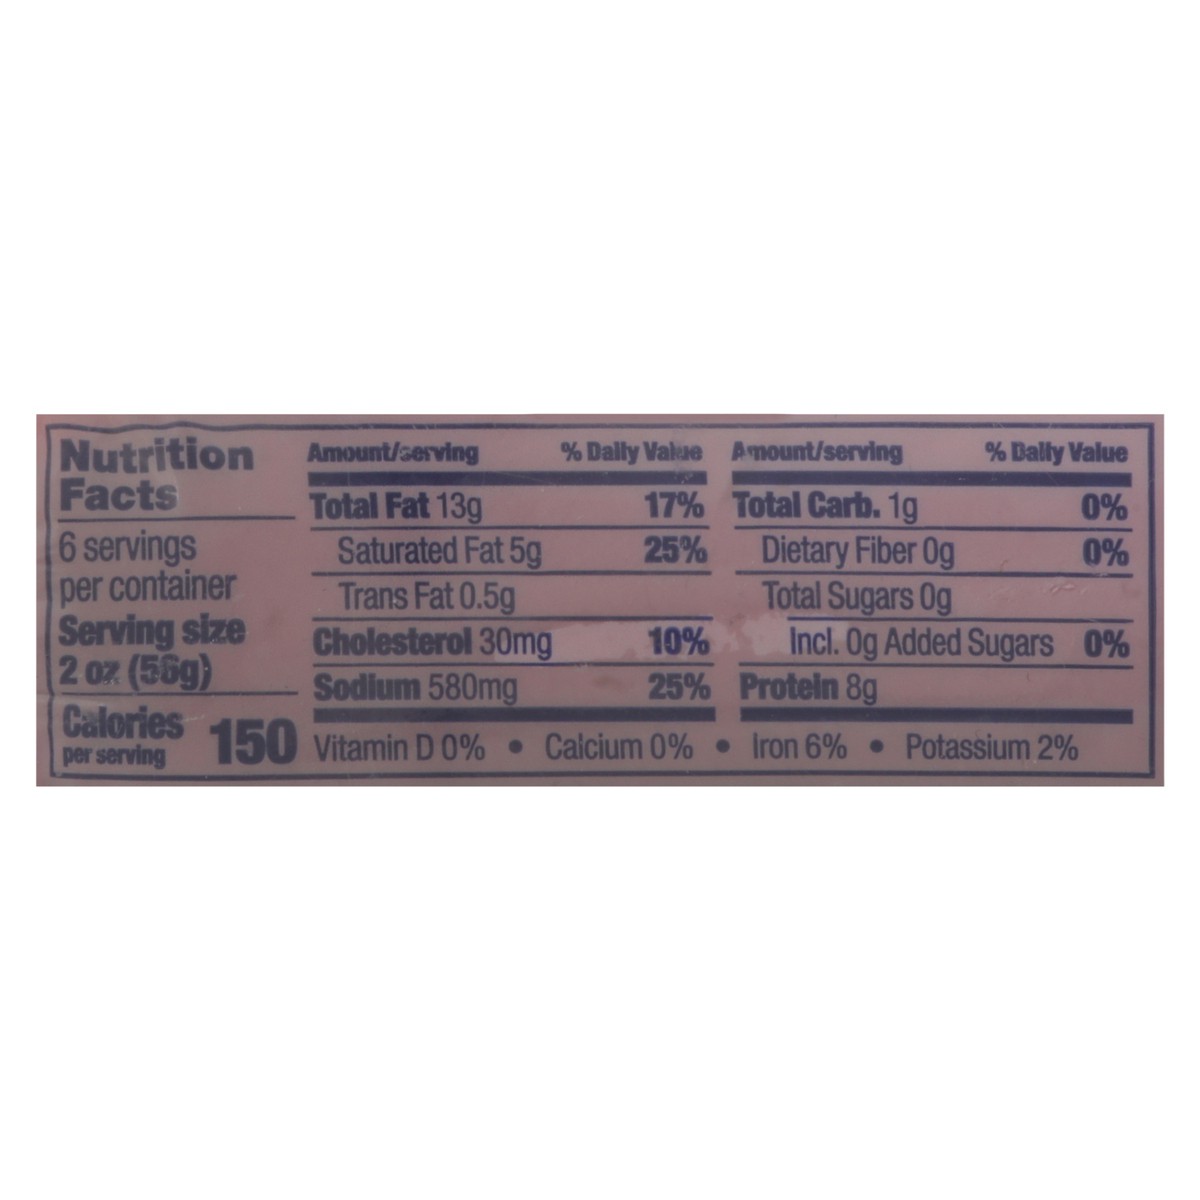 Nutrition
Facts
6 servings
per container
Serving size
2 oz (56g)
Calories
per serving
150
Amount/serving % Daily Value
Total Fat 13g 17%
Saturated Fat 5g 25%
Trans Fat 0.5g
Cholesterol 30mg 10%
Sodium 580mg 25%
Amount/serving % Daily Value
Total Carb. 1g 0%
Dietary Fiber 0g 0%
Total Sugars 0g
Incl. 0g Added Sugars 0%
Protein 8g
Vitamin D 0% • Calcium 0% • Iron 6% • Potassium 2%